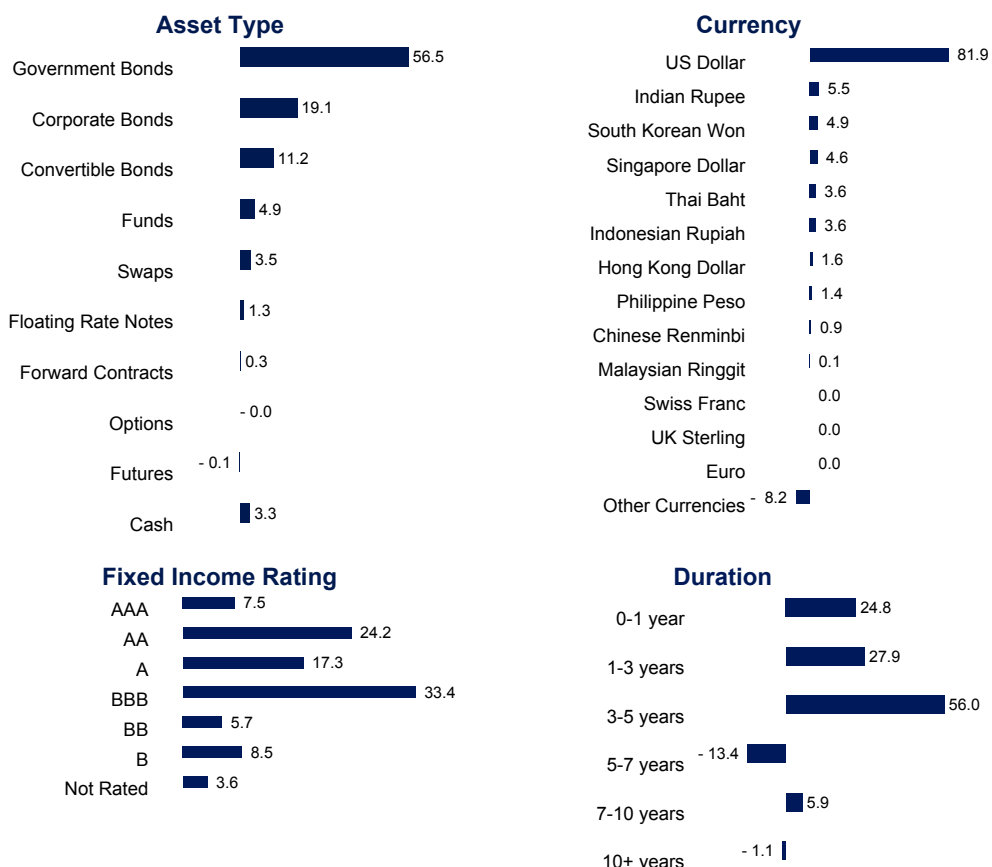 Asset Type
Government Bonds 56.5
Corporate Bonds 19.1
Convertible Bonds 11.2
Funds 4.9
Swaps 3.5
Floating Rate Notes 1.3
Forward Contracts 0.3
Options - 0.0
Futures - 0.1
Cash 3.3
Currency
US Dollar 81.9
Indian Rupee 5.5
South Korean Won 4.9
Singapore Dollar 4.6
Thai Baht 3.6
Indonesian Rupiah 3.6
Hong Kong Dollar 1.6
Philippine Peso 1.4
Chinese Renminbi 0.9
Malaysian Ringgit 0.1
Swiss Franc 0.0
UK Sterling 0.0
Euro 0.0
Other Currencies - 8.2
Fixed Income Rating
AAA 7.5
AA 24.2
A 17.3
BBB 33.4
BB 5.7
B 8.5
Not Rated 3.6
Duration
0-1 year 24.8
1-3 years 27.9
3-5 years 56.0
5-7 years - 13.4
7-10 years 5.9
10+ years - 1.1